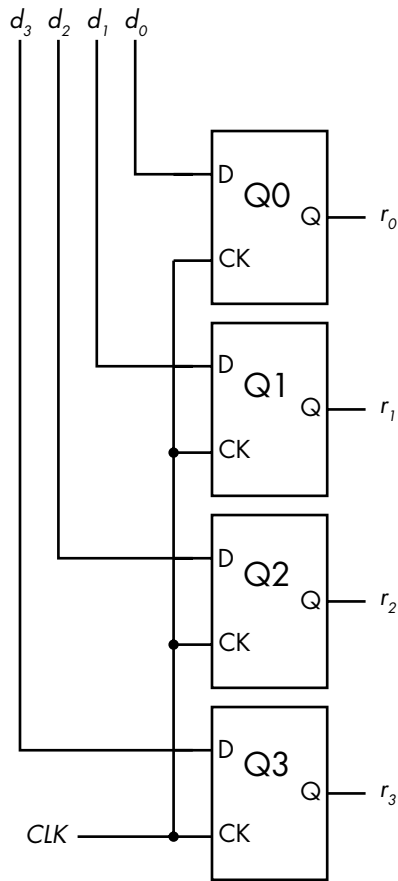 d₃ d₂ d₁ d₀
D
Q0
Q r₀
CK
D
Q1
Q r₁
CK
D
Q2
Q r₂
CK
D
Q3
Q r₃
CLK CK